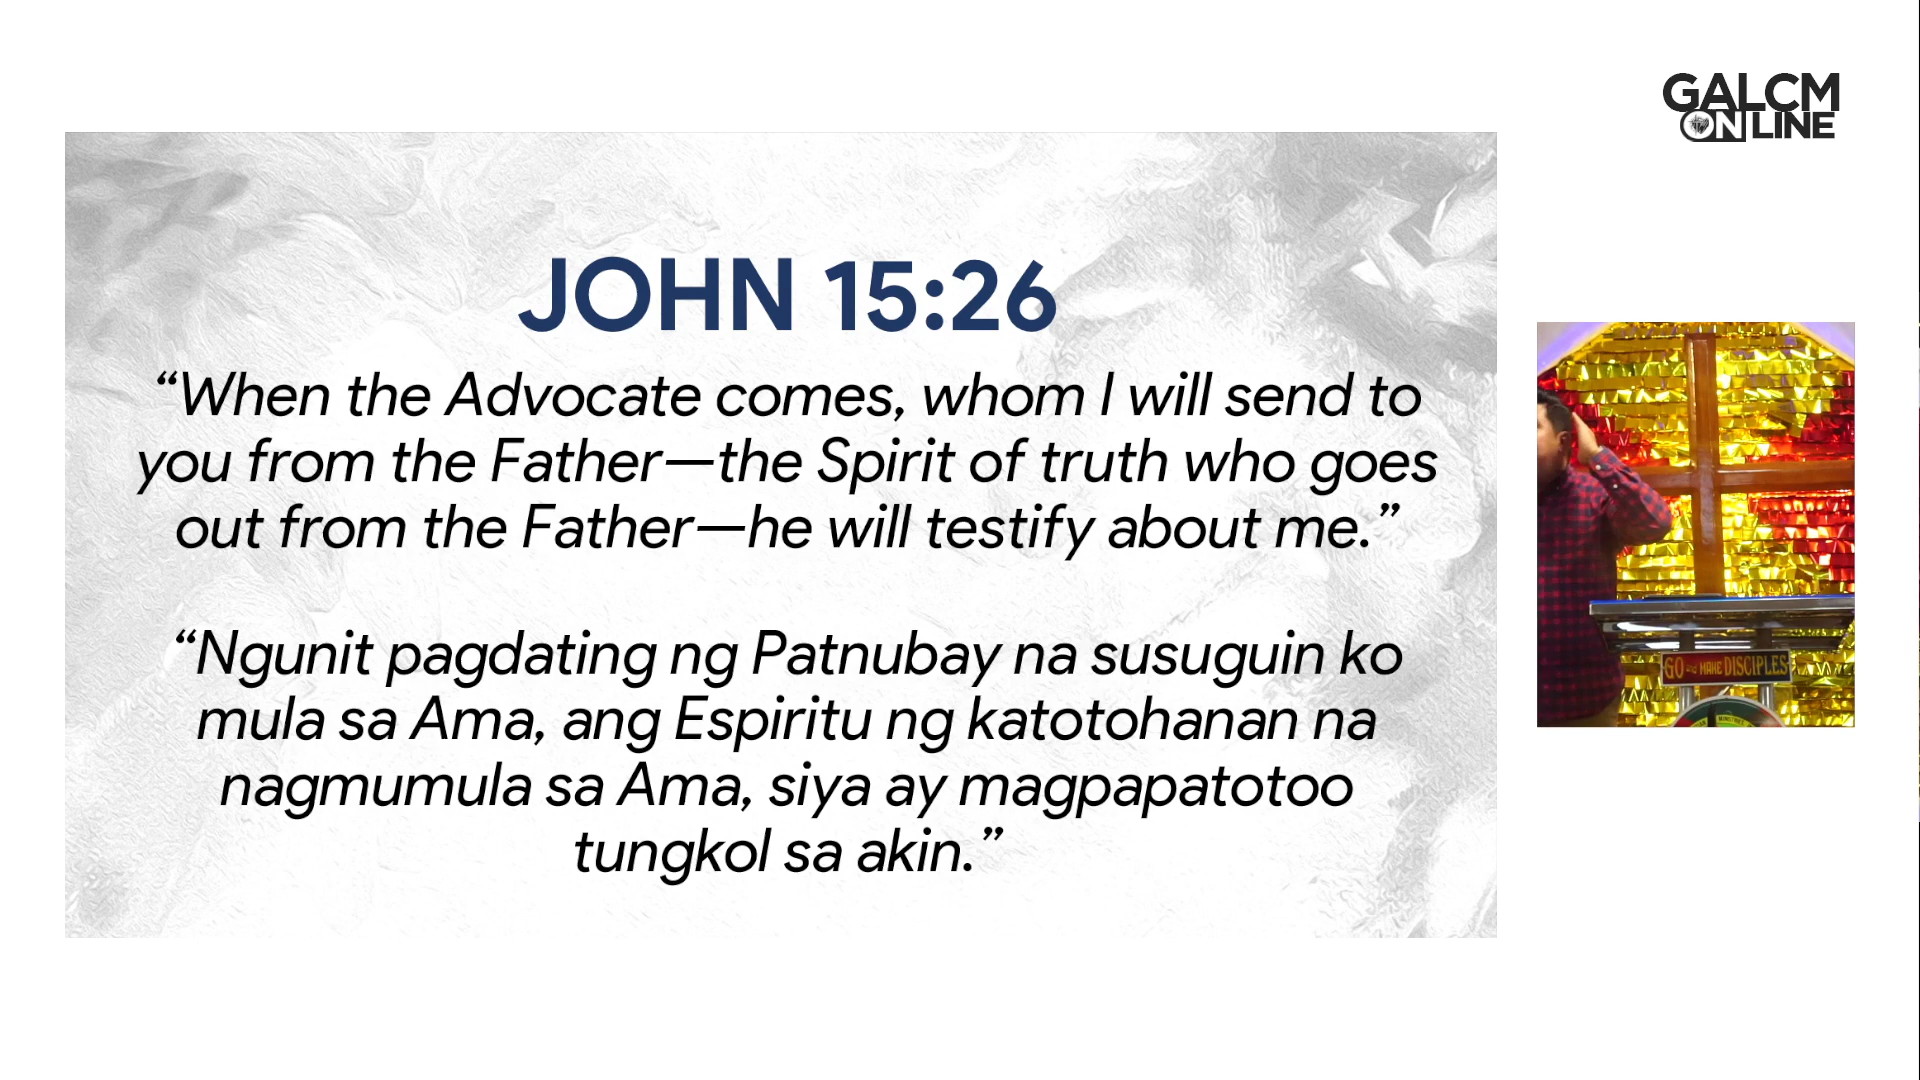 GALCM
ONLINE
JOHN 15:26
“When the Advocate comes, whom I will send to
you from the Father—the Spirit of truth who goes
out from the Father—he will testify about me.”
“Ngunit pagdating ng Patnubay na susuguin ko
mula sa Ama, ang Espiritu ng katotohanan na
nagmumula sa Ama, siya ay magpapatotoo
tungkol sa akin.”
GO AND MAKE DISCIPLES